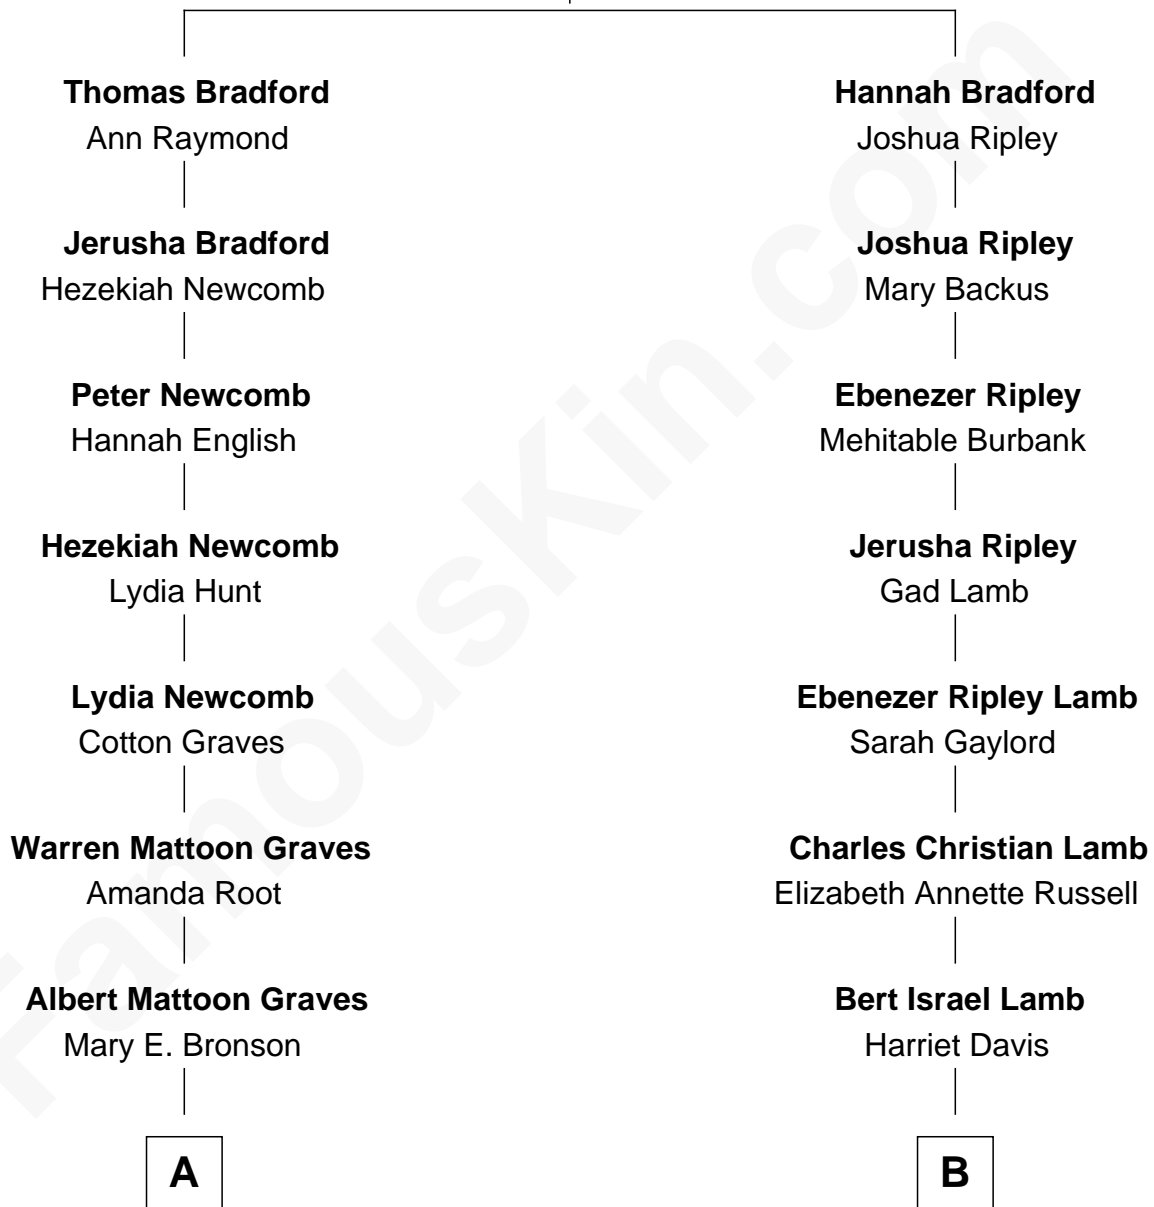 Thomas Bradford
Ann Raymond
Jerusha Bradford
Hezekiah Newcomb
Peter Newcomb
Hannah English
Hezekiah Newcomb
Lydia Hunt
Lydia Newcomb
Cotton Graves
Warren Mattoon Graves
Amanda Root
Albert Mattoon Graves
Mary E. Bronson
A
Hannah Bradford
Joshua Ripley
Joshua Ripley
Mary Backus
Ebenezer Ripley
Mehitable Burbank
Jerusha Ripley
Gad Lamb
Ebenezer Ripley Lamb
Sarah Gaylord
Charles Christian Lamb
Elizabeth Annette Russell
Bert Israel Lamb
Harriet Davis
B
FamousKin.com